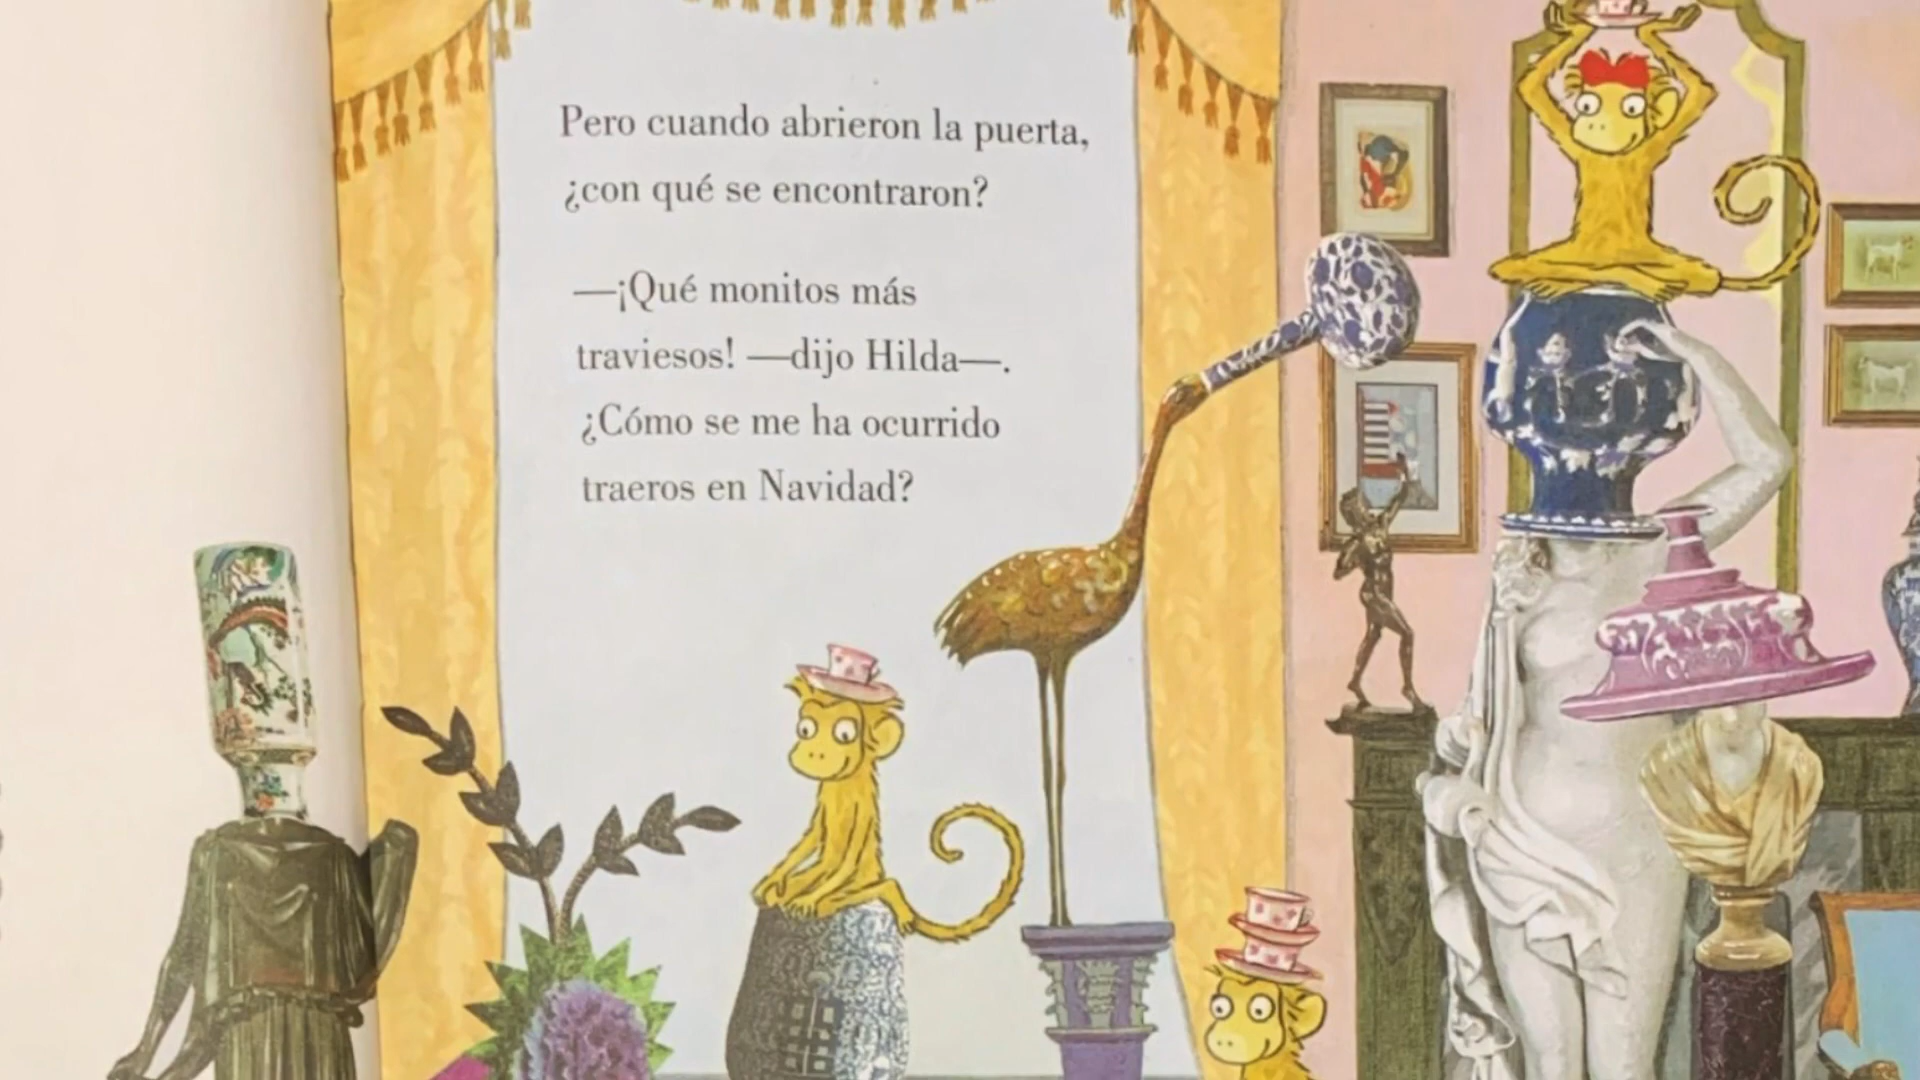 Pero cuando abrieron la puerta,
¿con qué se encontraron?
—¡Qué monitos más
traviesos! —dijo Hilda—.
¿Cómo se me ha ocurrido
traeros en Navidad?